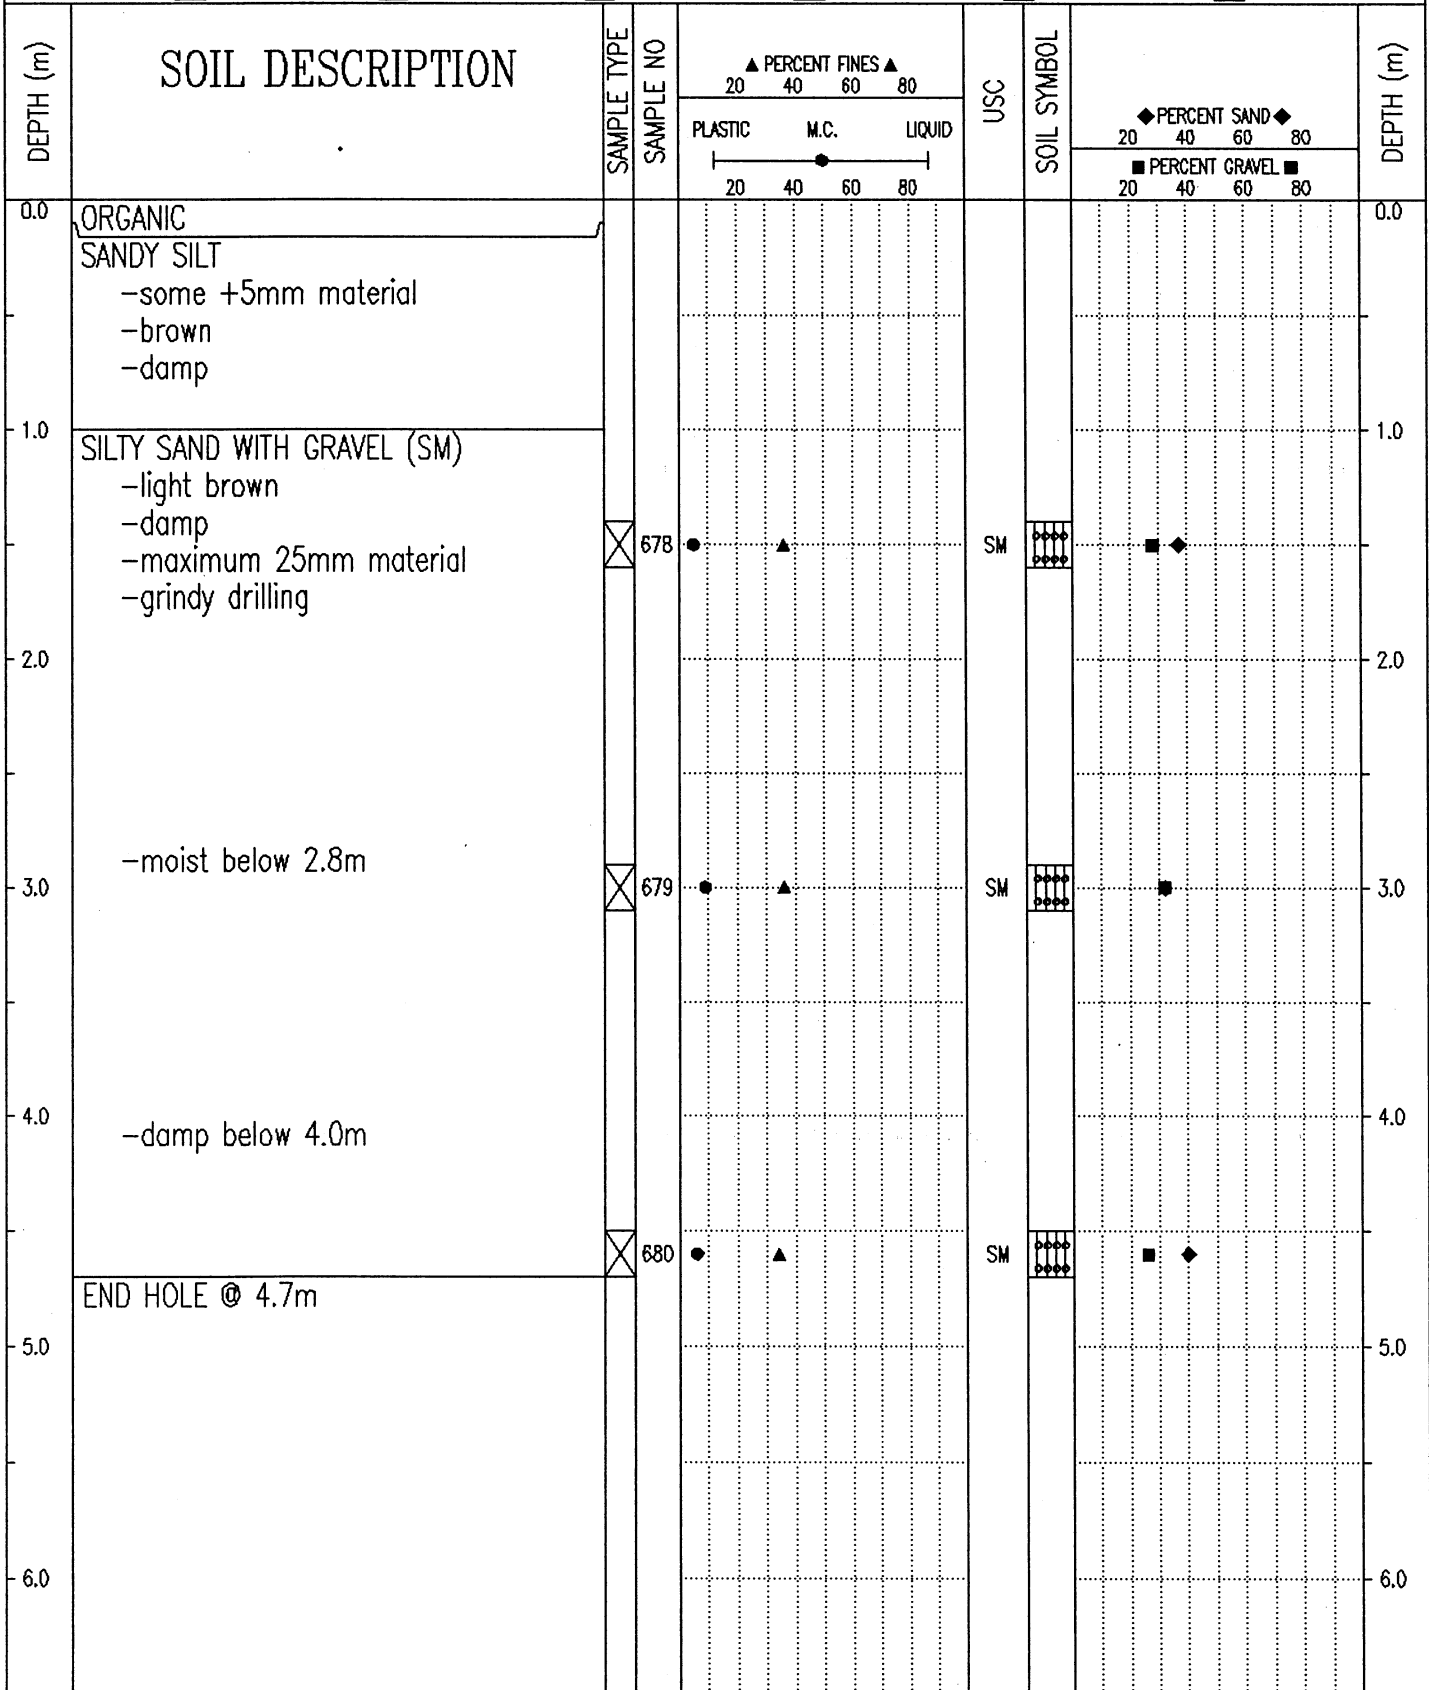 DEPTH (m)
SOIL DESCRIPTION
SAMPLE TYPE
SAMPLE NO
▲ PERCENT FINES ▲
20 40 60 80
PLASTIC M.C. LIQUID
20 40 60 80
USC
SOIL SYMBOL
◆PERCENT SAND◆
20 40 60 80
■ PERCENT GRAVEL ■
20 40 60 80
DEPTH (m)
0.0 ORGANIC 0.0
SANDY SILT
-some +5mm material
-brown
-damp
1.0 1.0
SILTY SAND WITH GRAVEL (SM)
-light brown
-damp
678 SM
-maximum 25mm material
-grindy drilling
2.0 2.0
-moist below 2.8m
3.0 679 SM 3.0
4.0 4.0
-damp below 4.0m
680 SM
END HOLE @ 4.7m
5.0 5.0
6.0 6.0